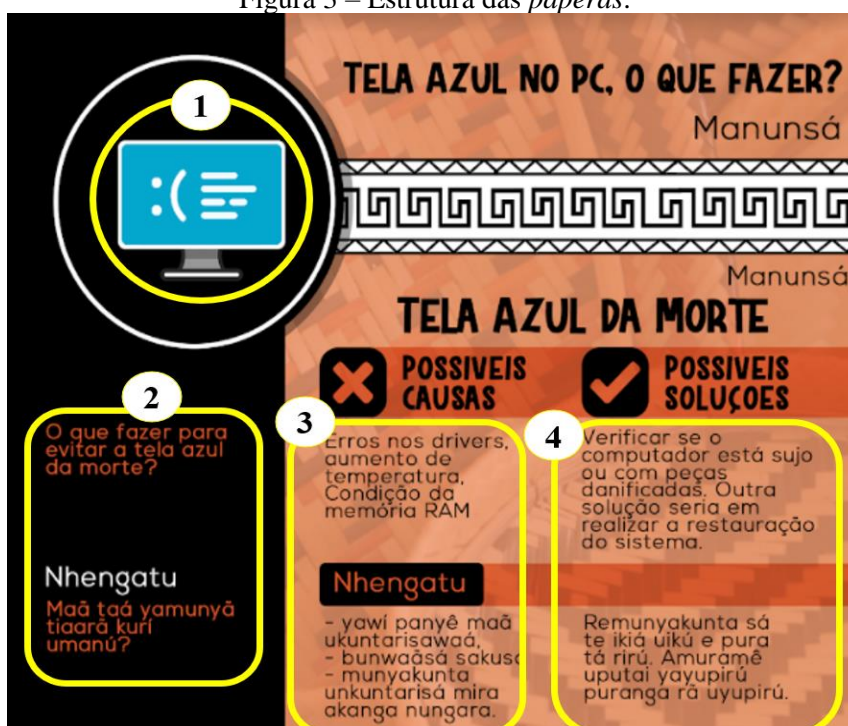 Figura 5 – Estrutura das paperas.
TELA AZUL NO PC, O QUE FAZER?
Manunsá
1
:(
Manunsá
TELA AZUL DA MORTE
POSSIVEIS
CAUSAS
POSSIVEIS
SOLUÇOES
2
O que fazer para
evitar a tela azul
da morte?
Nhengatu
Maã taá yamunyã
tiaarã kurí
umanú?
3
Erros nos drivers,
aumento de
temperatura,
Condição da
memória RAM
4
Verificar se o
computador está sujo
ou com peças
danificadas. Outra
solução seria em
realizar a restauração
do sistema.
Nhengatu
- yawí panyê maã
ukuntarisawaá,
- bunwaãsá
- munyakunta
unkuntarisá mira
akanga nungara.
Remunyakunta sá
te ikiá uikú e pura
tá rirú. Amuramê
uputai yayupirú
puranga rã uyupirú.